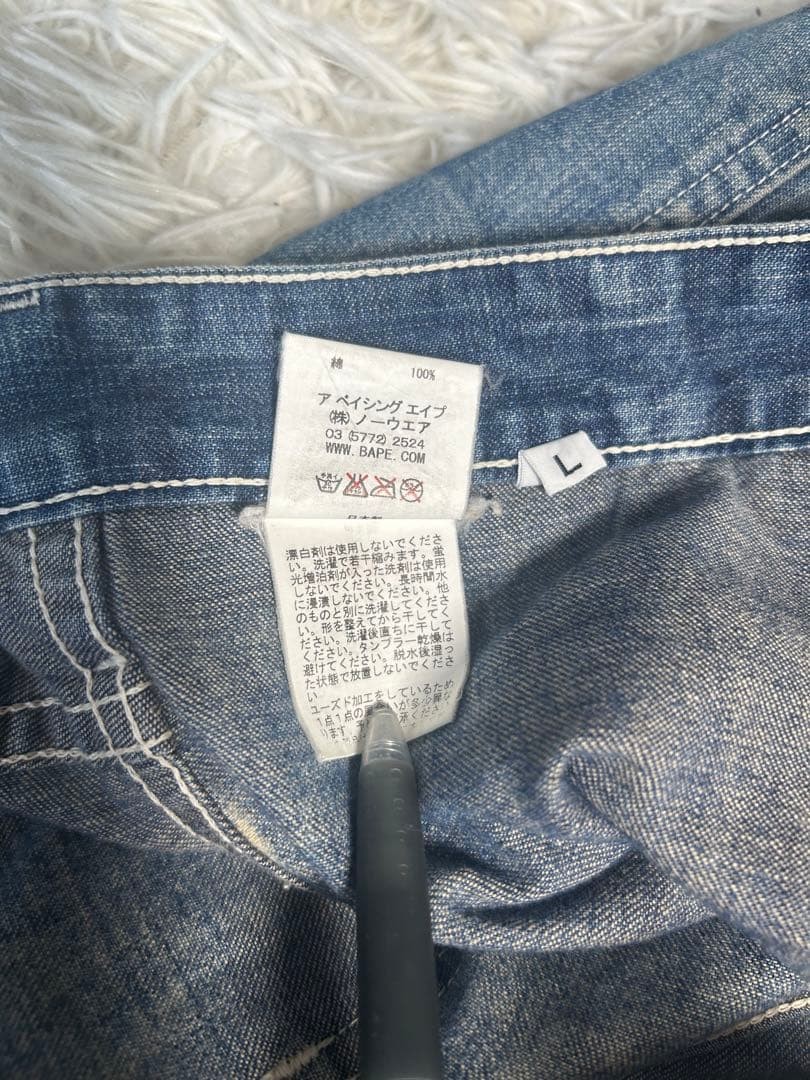 綿 100%
ア ベイシング エイプ
(株) ノーウエア
03 (5772) 2524
WWW.BAPE.COM
L
日本製
漂白剤は使用しないでくださ
い。洗濯で若干縮みます。蛍
光増泊剤が入った洗剤は使用
しないでください。長時間水
に浸漬しないでください。他
のものと別に洗濯してくださ
い。形を整えてから干してく
ださい。洗濯後直ちに干して
ください。タンブラー乾燥は
避けてください。脱水後湿っ
た状態で放置しないでくださ
い
ユーズド加工をしているため
1点1点の